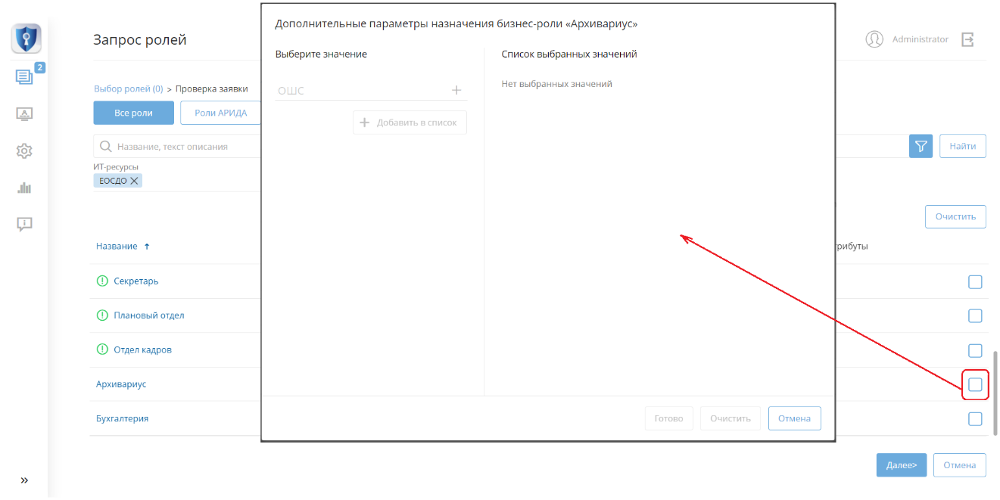 Дополнительные параметры назначения бизнес-роли «Архивариус»
Запрос ролей
Administrator
Выберите значение
Список выбранных значений
2
Нет выбранных значений
Выбор ролей (0) > Проверка заявки
ОШС
Все роли
Роли АРИДА
Добавить в список
Название, текст описания
Найти
ИТ-ресурсы
ЕОСДО
Очистить
Название
рибуты
Секретарь
Плановый отдел
Отдел кадров
Архивариус
Бухгалтерия
Готово
Очистить
Отмена
Далее>
Отмена
»